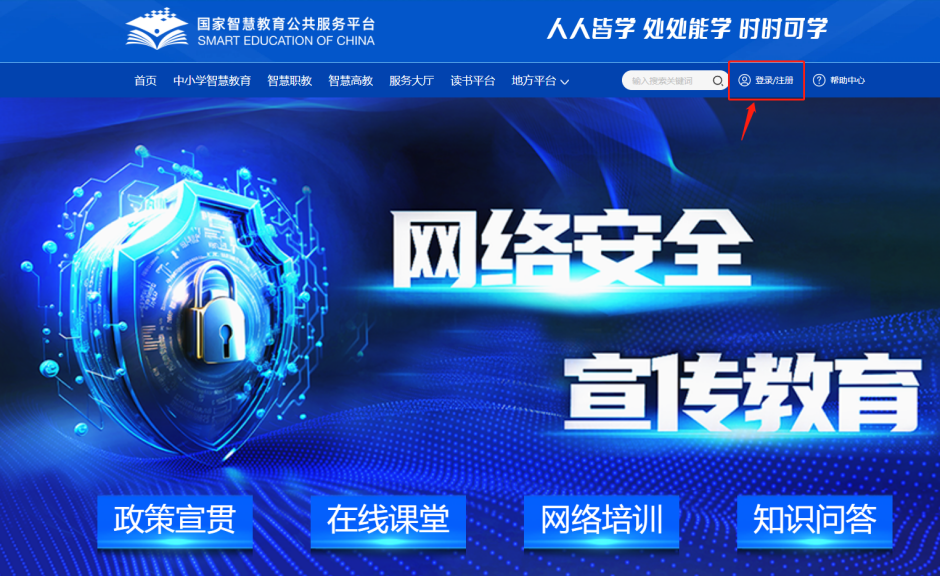 国家智慧教育公共服务平台
SMART EDUCATION OF CHINA
人人皆学 处处能学 时时可学
首页 中小学智慧教育 智慧职教 智慧高教 服务大厅 读书平台 地方平台 输入搜索关键词 登录/注册 帮助中心
网络安全
宣传教育
政策宣贯 在线课堂 网络培训 知识问答